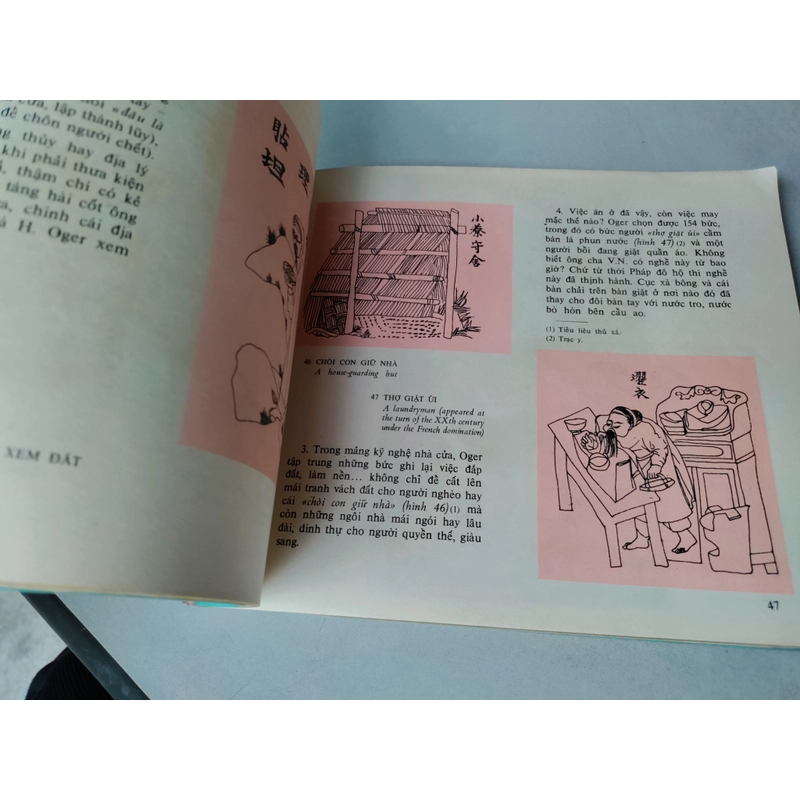 «đầu là
cửa, lập thành lũy),
để chôn người chết).
thủy hay địa lý
khi phải thưa kiện
thậm chí có kẻ
táng hài cốt ông
chính cái địa
H. Oger xem
貼
坦
XEM ĐẤT
小寮守舍
46 CHÒI CON GIỮ NHÀ
A house-guarding hut
47 THỢ GIẶT ỦI
A laundryman (appeared at
the turn of the XXth century
under the French domination)
3. Trong mảng kỹ nghệ nhà cửa, Oger
tập trung những bức ghi lại việc đắp
đất, làm nền... không chỉ để cất lên
mái tranh vách đất cho người nghèo hay
cái «chòi con giữ nhà» (hình 46)(1) mà
còn những ngôi nhà mái ngói hay lâu
đài, dinh thự cho người quyền thế, giàu
sang.
4. Việc ăn ở đã vậy, còn việc may
mặc thế nào? Oger chọn được 154 bức,
trong đó có bức người «thợ giặt ủi» cầm
bàn là phun nước (hình 47)(2) và một
người bồi đang giặt quần áo. Không
biết ông cha V.N. có nghề này từ bao
giờ? Chứ từ thời Pháp đô hộ thì nghề
này đã thịnh hành. Cục xà bông và cái
bàn chải trên bàn giặt ở nơi nào đó đã
thay cho đôi bàn tay với nước tro, nước
bò hòn bên cầu ao.
(1) Tiểu liêu thủ xá.
(2) Trạc y.
濯衣
47